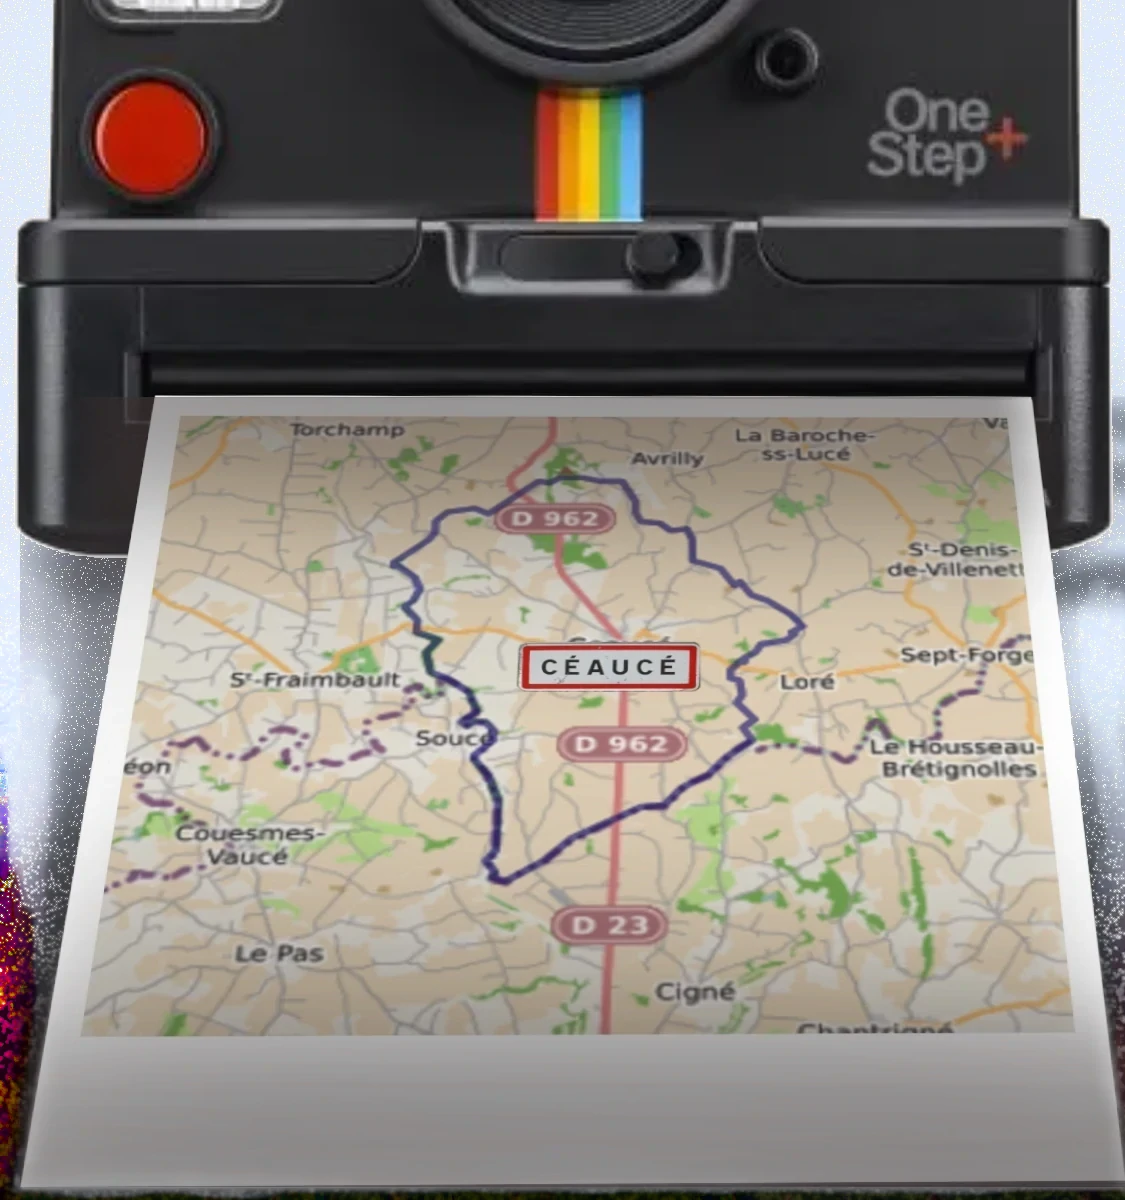 One
Step+
Torchamp
La Baroche-
ss-Lucé
Avrilly
D 962
Sᵗ-Denis-
de-Villenett
CÉAUCÉ
Sept-Forge
Sᵗ-Fraimbault
Loré
Soucé
D 962
Le Housseau-
Brétignolles
éon
Couesmes-
Vaucé
D 23
Le Pas
Cigné
Chantrigné